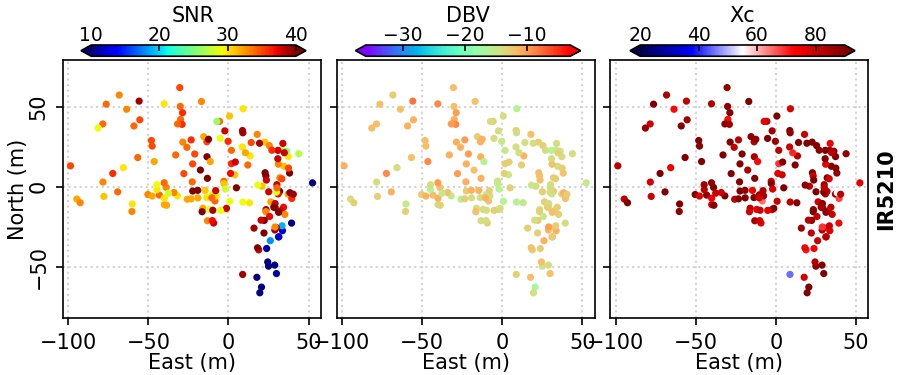 SNR DBV Xc
10 20 30 40 −30 −20 −10 20 40 60 80
50
0
−50
North (m)
IR5210
−100 −50 0 50 −100 −50 0 50 −100 −50 0 50
East (m) East (m) East (m)